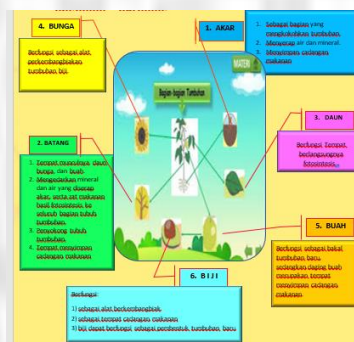 4. BUNGA
Berfungsi sebagai alat
perkembangbiakan
tumbuhan biji.
1. AKAR
1. Sebagai bagian yang
mengkokohkan tumbuhan.
2. Menyerap air dan mineral.
3. Menyimpan cadangan
makanan
MATERI
Bagian-bagian Tumbuhan
3. DAUN
Berfungsi Tempat
berlangsungnya
fotosintesis.
2. BATANG
1. Tempat munculnya daun,
bunga, dan buah.
2. Mengedarkan mineral
dan air yang diserap
akar, serta zat makanan
hasil fotosintesis ke
seluruh bagian tubuh
tumbuhan.
3. Penyokong tubuh
tumbuhan.
4. Tempat menyimpan
cadangan makanan
5. BUAH
Berfungsi sebagai bakal
tumbuhan baru,
sedangkan daging buah
merupakan tempat
menyimpan cadangan
makanan
6. BIJI
Berfungsi:
1) sebagai alat berkembangbiak.
2) sebagai tempat cadangan makanan
3) biji dapat berfungsi sebagai pembentuk tumbuhan baru